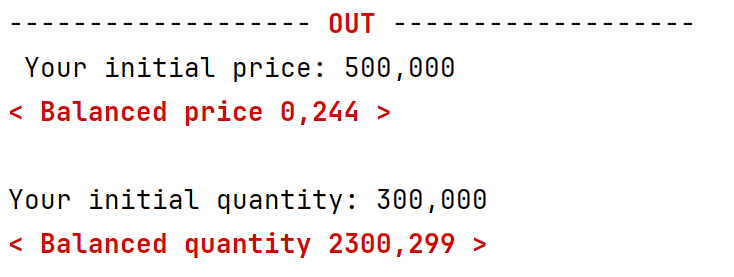 ------------------- OUT -------------------
Your initial price: 500,000
< Balanced price 0,244 >
Your initial quantity: 300,000
< Balanced quantity 2300,299 >